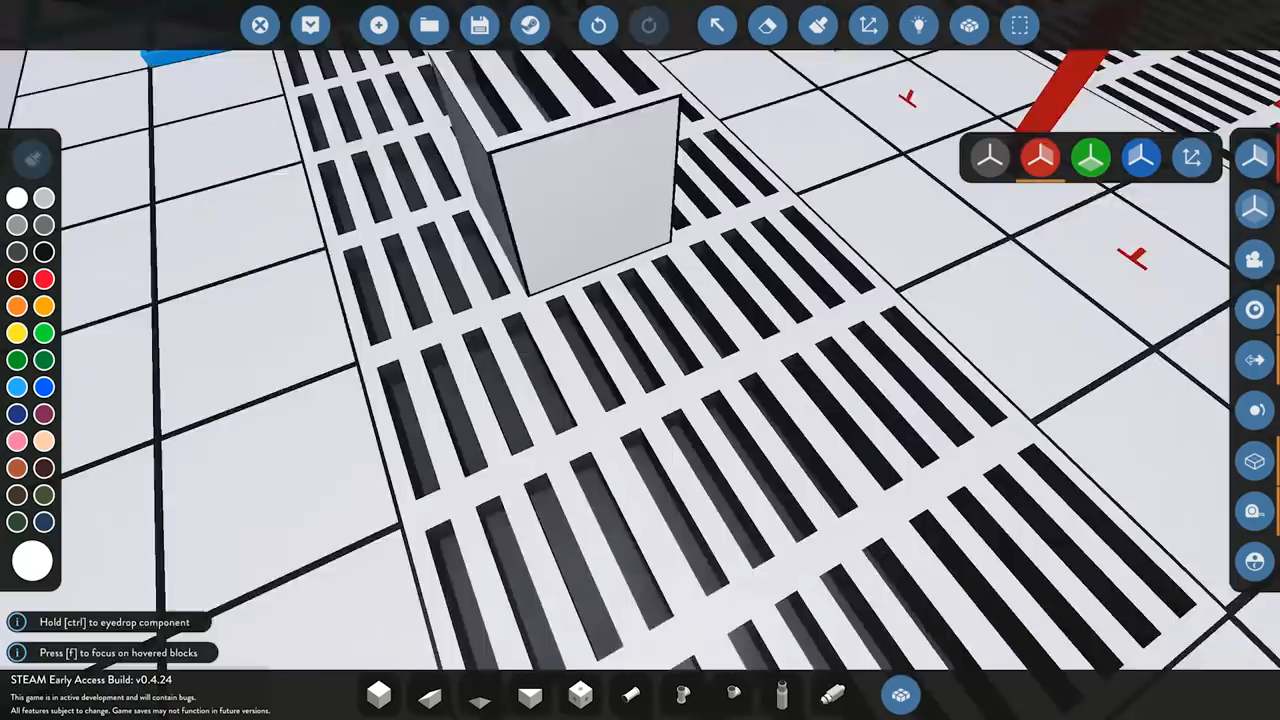 Hold [ctrl] to eyedrop component
Press [f] to focus on hovered blocks
STEAM Early Access Build: v0.4.24
This game is in active development and will contain bugs.
All features subject to change. Game saves may not function in future versions.